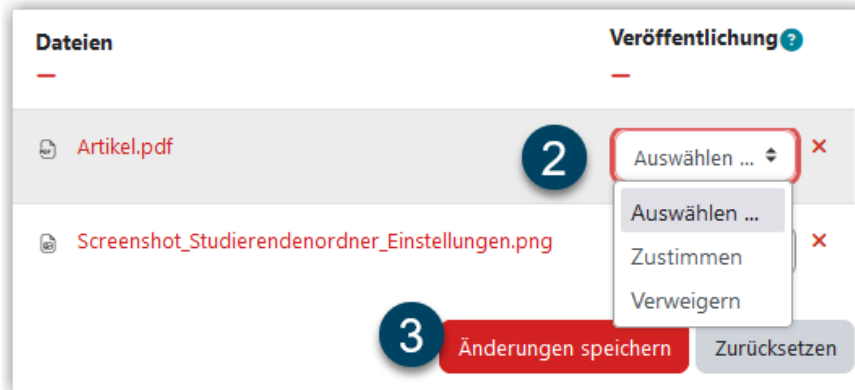 Dateien Veröffentlichung ?
— —
Artikel.pdf 2 Auswählen ... ×
Auswählen ...
Screenshot_Studierendenordner_Einstellungen.png ×
Zustimmen
Verweigern
3 Änderungen speichern Zurücksetzen